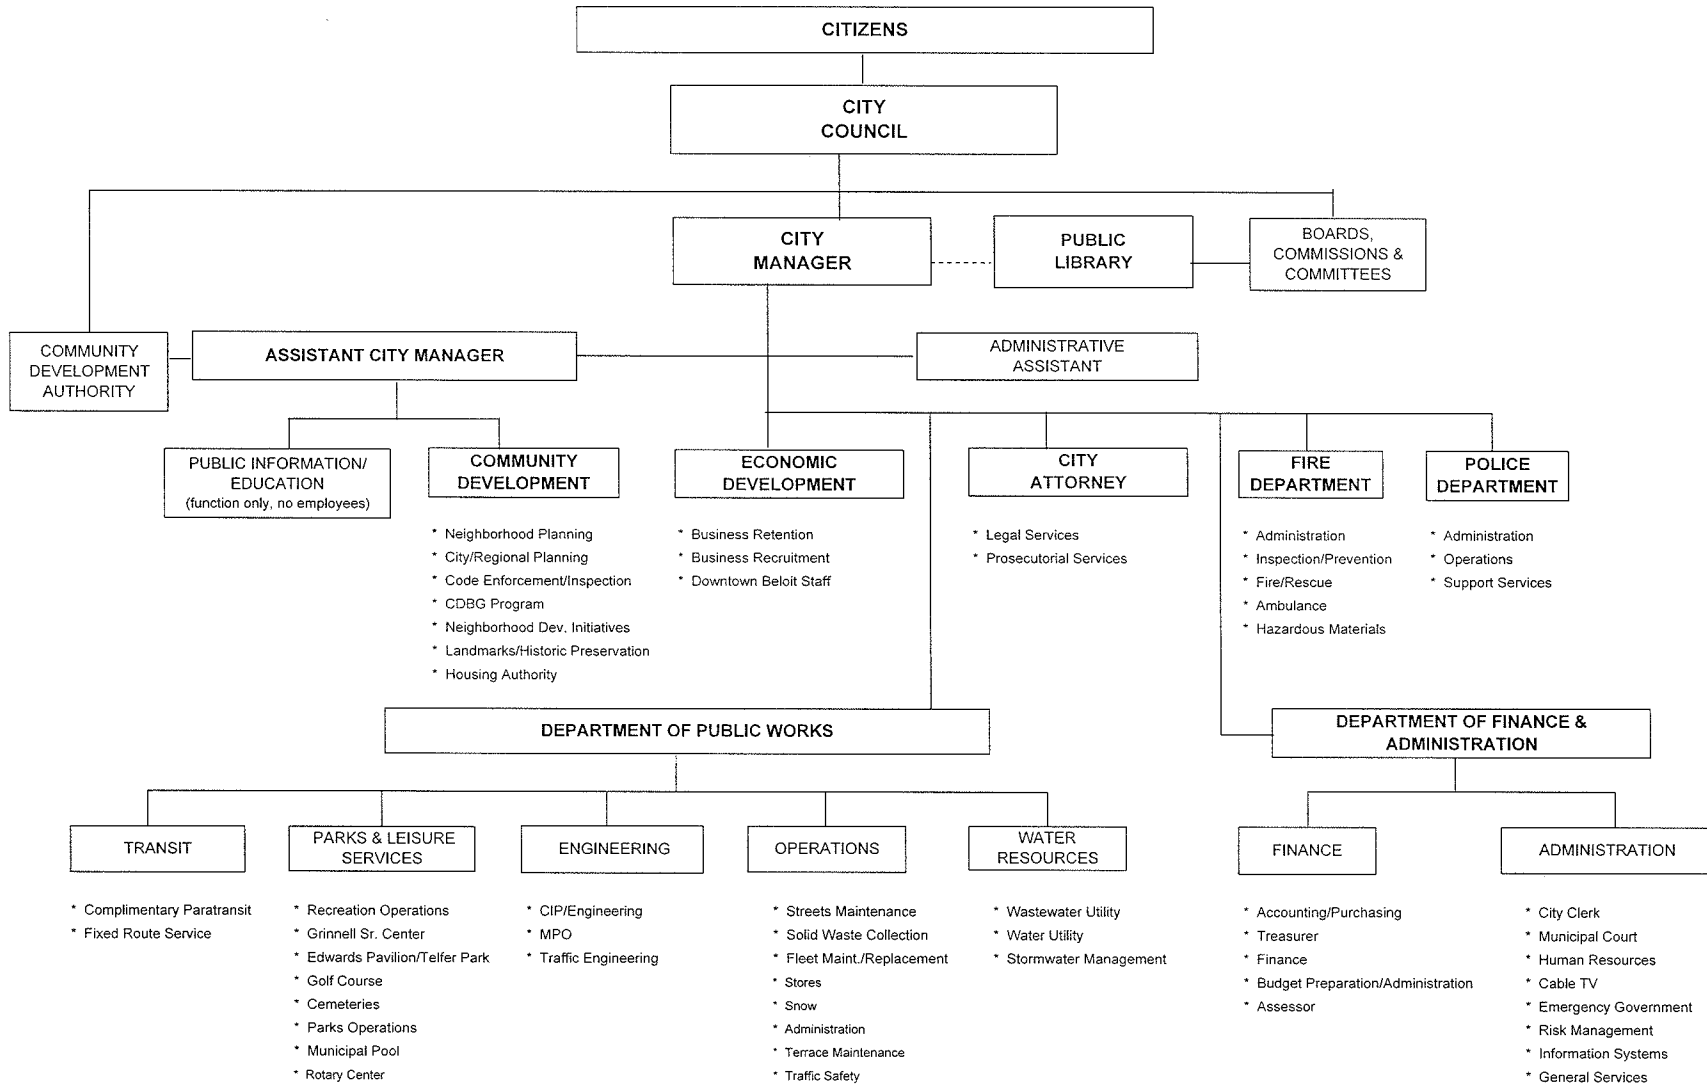 CITIZENS
CITY
COUNCIL
CITY
MANAGER
PUBLIC
LIBRARY
BOARDS,
COMMISSIONS &
COMMITTEES
COMMUNITY
DEVELOPMENT
AUTHORITY
ASSISTANT CITY MANAGER
ADMINISTRATIVE
ASSISTANT
PUBLIC INFORMATION/
EDUCATION
(function only, no employees)
COMMUNITY
DEVELOPMENT
* Neighborhood Planning
* City/Regional Planning
* Code Enforcement/Inspection
* CDBG Program
* Neighborhood Dev. Initiatives
* Landmarks/Historic Preservation
* Housing Authority
ECONOMIC
DEVELOPMENT
* Business Retention
* Business Recruitment
* Downtown Beloit Staff
CITY
ATTORNEY
* Legal Services
* Prosecutorial Services
FIRE
DEPARTMENT
* Administration
* Inspection/Prevention
* Fire/Rescue
* Ambulance
* Hazardous Materials
POLICE
DEPARTMENT
* Administration
* Operations
* Support Services
DEPARTMENT OF PUBLIC WORKS
DEPARTMENT OF FINANCE &
ADMINISTRATION
TRANSIT
* Complimentary Paratransit
* Fixed Route Service
PARKS & LEISURE
SERVICES
* Recreation Operations
* Grinnell Sr. Center
* Edwards Pavilion/Telfer Park
* Golf Course
* Cemeteries
* Parks Operations
* Municipal Pool
* Rotary Center
ENGINEERING
* CIP/Engineering
* MPO
* Traffic Engineering
OPERATIONS
* Streets Maintenance
* Solid Waste Collection
* Fleet Maint./Replacement
* Stores
* Snow
* Administration
* Terrace Maintenance
* Traffic Safety
WATER
RESOURCES
* Wastewater Utility
* Water Utility
* Stormwater Management
FINANCE
* Accounting/Purchasing
* Treasurer
* Finance
* Budget Preparation/Administration
* Assessor
ADMINISTRATION
* City Clerk
* Municipal Court
* Human Resources
* Cable TV
* Emergency Government
* Risk Management
* Information Systems
* General Services